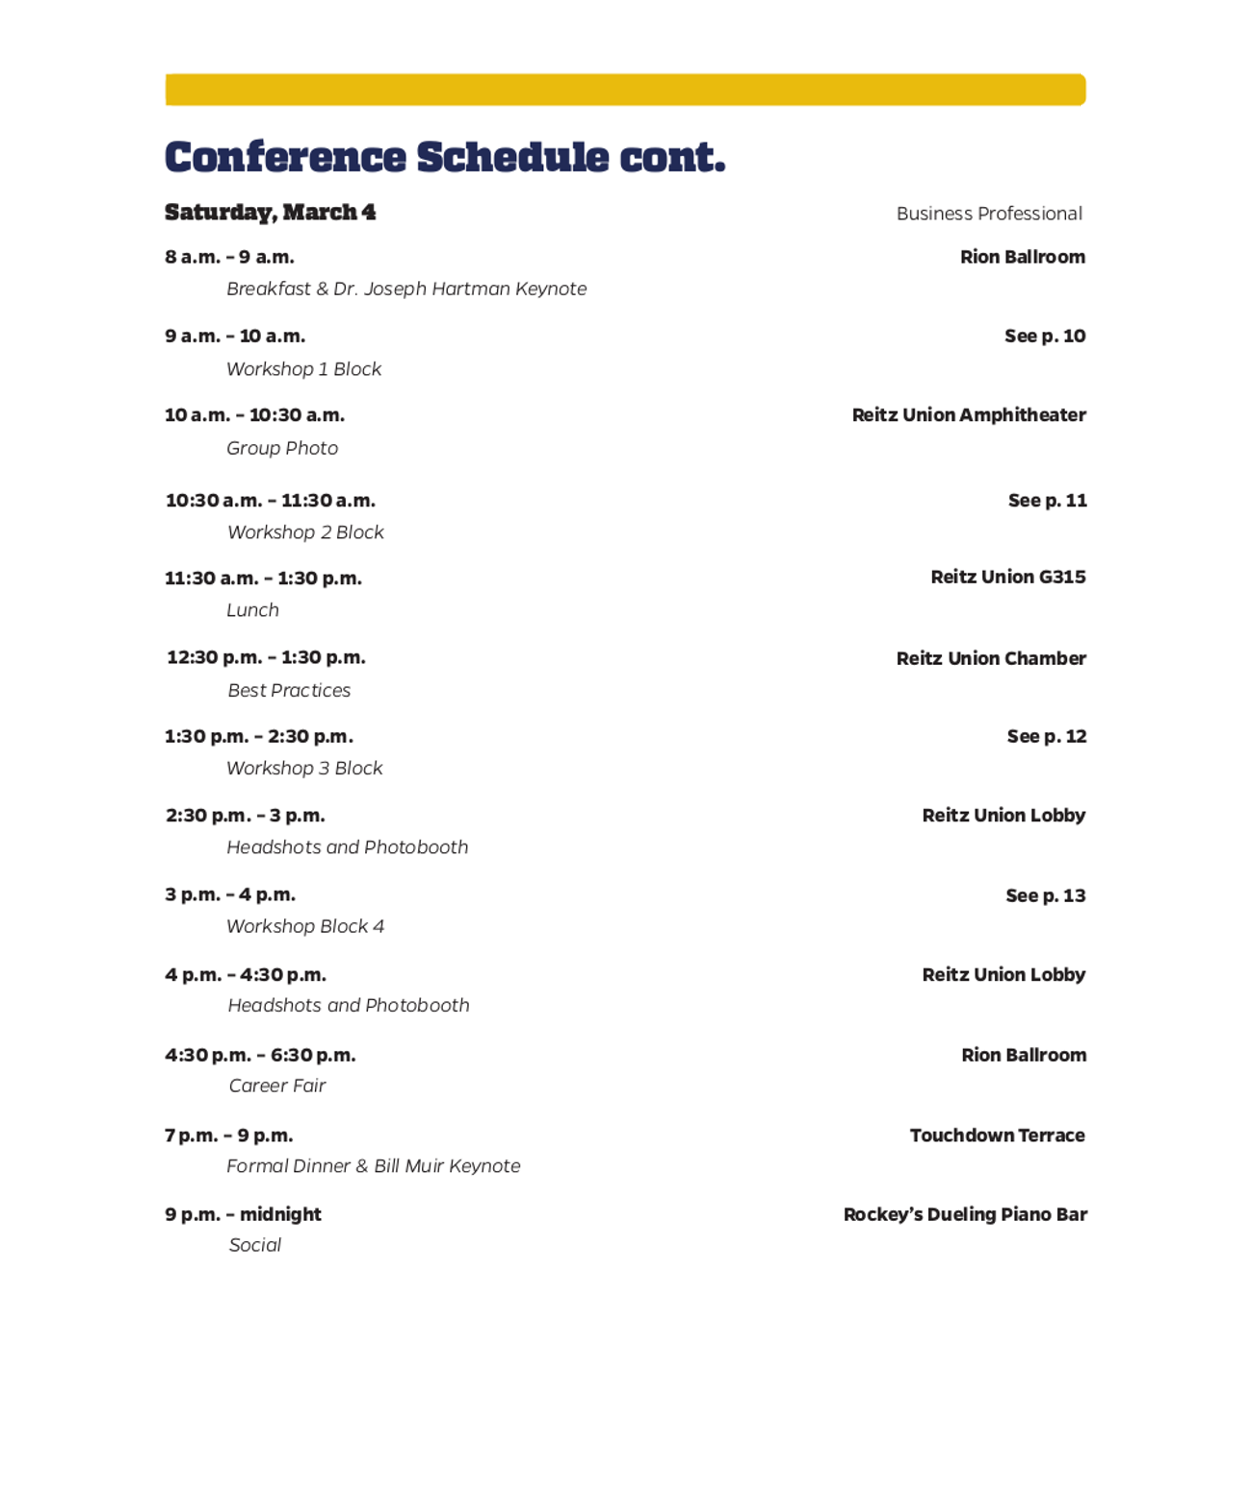 Conference Schedule cont.
Saturday, March 4 Business Professional
8 a.m. – 9 a.m. Rion Ballroom
Breakfast & Dr. Joseph Hartman Keynote
9 a.m. – 10 a.m. See p. 10
Workshop 1 Block
10 a.m. – 10:30 a.m. Reitz Union Amphitheater
Group Photo
10:30 a.m. – 11:30 a.m. See p. 11
Workshop 2 Block
11:30 a.m. – 1:30 p.m. Reitz Union G315
Lunch
12:30 p.m. – 1:30 p.m. Reitz Union Chamber
Best Practices
1:30 p.m. – 2:30 p.m. See p. 12
Workshop 3 Block
2:30 p.m. – 3 p.m. Reitz Union Lobby
Headshots and Photobooth
3 p.m. – 4 p.m. See p. 13
Workshop Block 4
4 p.m. – 4:30 p.m. Reitz Union Lobby
Headshots and Photobooth
4:30 p.m. – 6:30 p.m. Rion Ballroom
Career Fair
7 p.m. – 9 p.m. Touchdown Terrace
Formal Dinner & Bill Muir Keynote
9 p.m. – midnight Rockey’s Dueling Piano Bar
Social